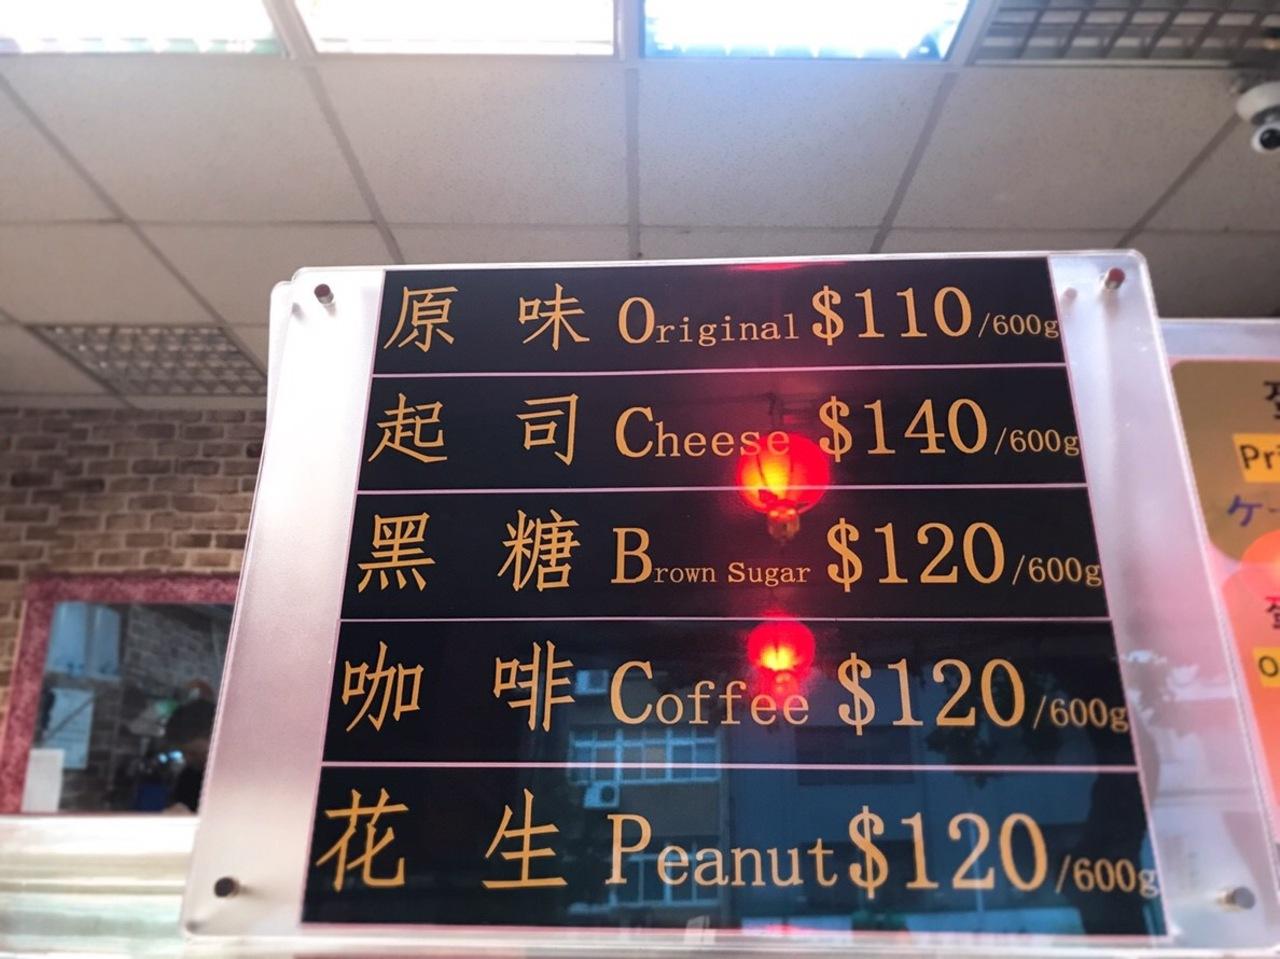 原味 Original $110/600g
起司 Cheese $140/600g
黑糖 Brown Sugar $120/600g
咖啡 Coffee $120/600g
花生 Peanut $120/600g